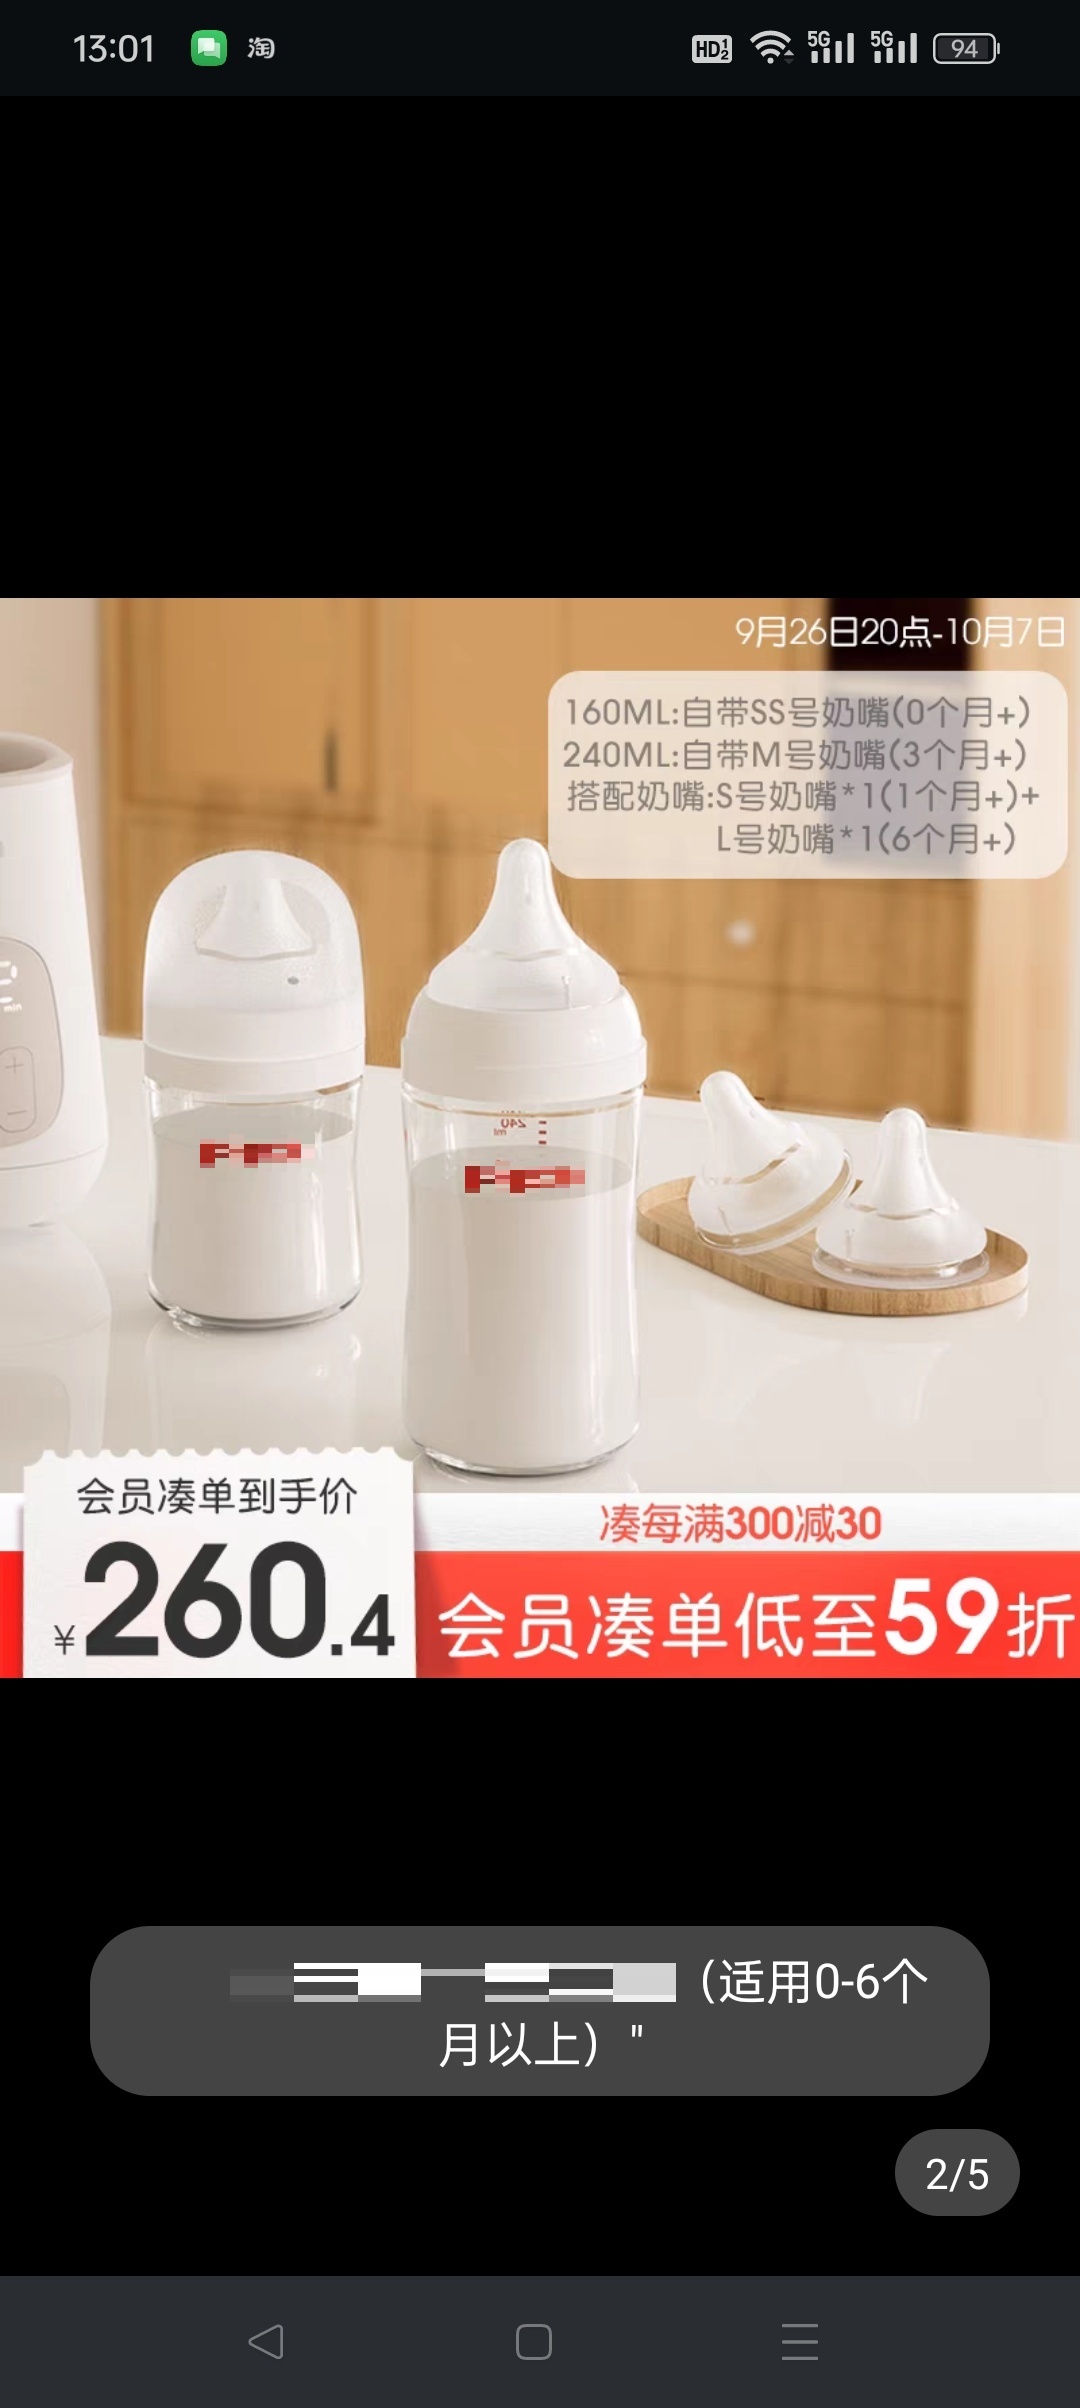 13:01
淘
HD 1 2
5G
5G
94
9月26日20点-10月7日
160ML:自带SS号奶嘴(0个月+)
240ML:自带M号奶嘴(3个月+)
搭配奶嘴:S号奶嘴*1(1个月+)+
L号奶嘴*1(6个月+)
min
240
ml
会员凑单到手价
¥260.4
凑每满300减30
会员凑单低至59折
（适用0-6个
月以上）"
2/5